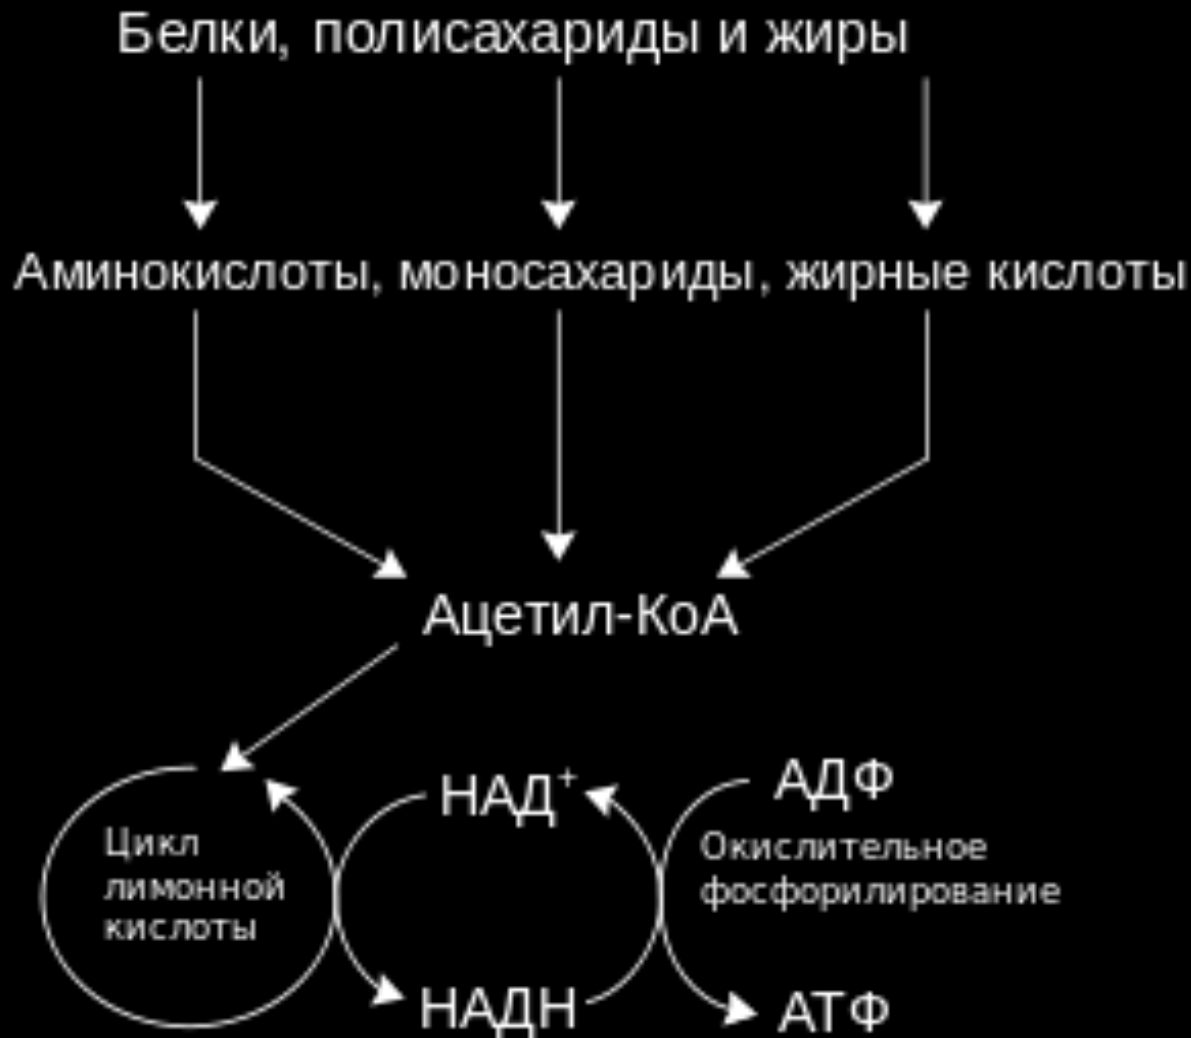 Белки, полисахариды и жиры
Аминокислоты, моносахариды, жирные кислоты
Ацетил-КоА
Цикл
лимонной
кислоты
НАД⁺
НАДН
АДФ
Окислительное
фосфорилирование
АТФ